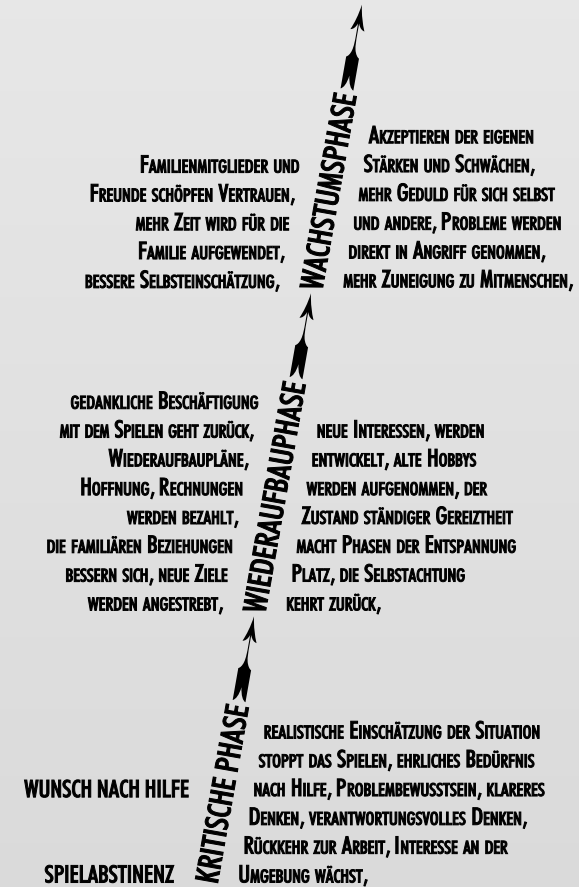 WACHSTUMSPHASE
FAMILIENMITGLIEDER UND
FREUNDE SCHÖPFEN VERTRAUEN,
MEHR ZEIT WIRD FÜR DIE
FAMILIE AUFGEWENDET,
BESSERE SELBSTEINSCHÄTZUNG,
AKZEPTIEREN DER EIGENEN
STÄRKEN UND SCHWÄCHEN,
MEHR GEDULD FÜR SICH SELBST
UND ANDERE, PROBLEME WERDEN
DIREKT IN ANGRIFF GENOMMEN,
MEHR ZUNEIGUNG ZU MITMENSCHEN,
WIEDERAUFBAUPHASE
GEDANKLICHE BESCHÄFTIGUNG
MIT DEM SPIELEN GEHT ZURÜCK,
WIEDERAUFBAUPLÄNE,
HOFFNUNG, RECHNUNGEN
WERDEN BEZAHLT,
DIE FAMILIÄREN BEZIEHUNGEN
BESSERN SICH, NEUE ZIELE
WERDEN ANGESTREBT,
NEUE INTERESSEN, WERDEN
ENTWICKELT, ALTE HOBBYS
WERDEN AUFGENOMMEN, DER
ZUSTAND STÄNDIGER GEREIZTHEIT
MACHT PHASEN DER ENTSPANNUNG
PLATZ, DIE SELBSTACHTUNG
KEHRT ZURÜCK,
KRITISCHE PHASE
WUNSCH NACH HILFE
SPIELABSTINENZ
REALISTISCHE EINSCHÄTZUNG DER SITUATION
STOPPT DAS SPIELEN, EHRLICHES BEDÜRFNIS
NACH HILFE, PROBLEMBEWUSSTSEIN, KLARERES
DENKEN, VERANTWORTUNGSVOLLES DENKEN,
RÜCKKEHR ZUR ARBEIT, INTERESSE AN DER
UMGEBUNG WÄCHST,